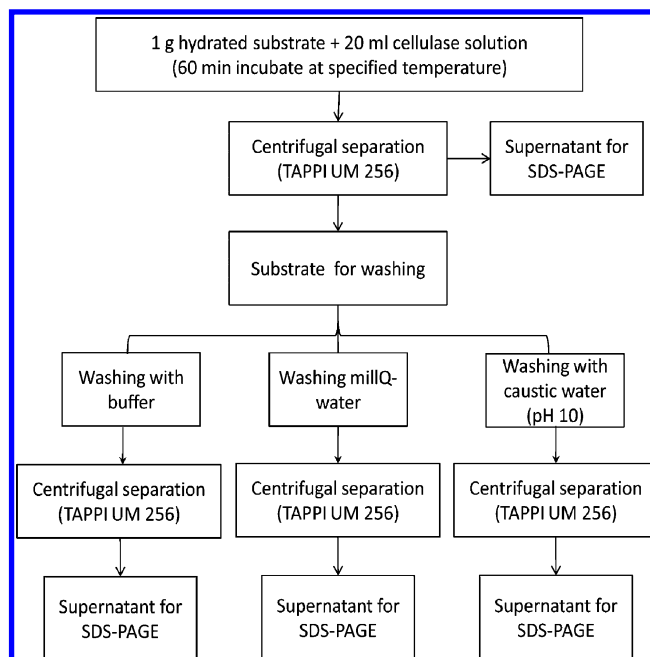 1 g hydrated substrate + 20 ml cellulase solution
(60 min incubate at specified temperature)
Centrifugal separation
(TAPPI UM 256)
Supernatant for
SDS-PAGE
Substrate for washing
Washing with
buffer
Washing millQ-
water
Washing with
caustic water
(pH 10)
Centrifugal separation
(TAPPI UM 256)
Centrifugal separation
(TAPPI UM 256)
Centrifugal separation
(TAPPI UM 256)
Supernatant for
SDS-PAGE
Supernatant for
SDS-PAGE
Supernatant for
SDS-PAGE